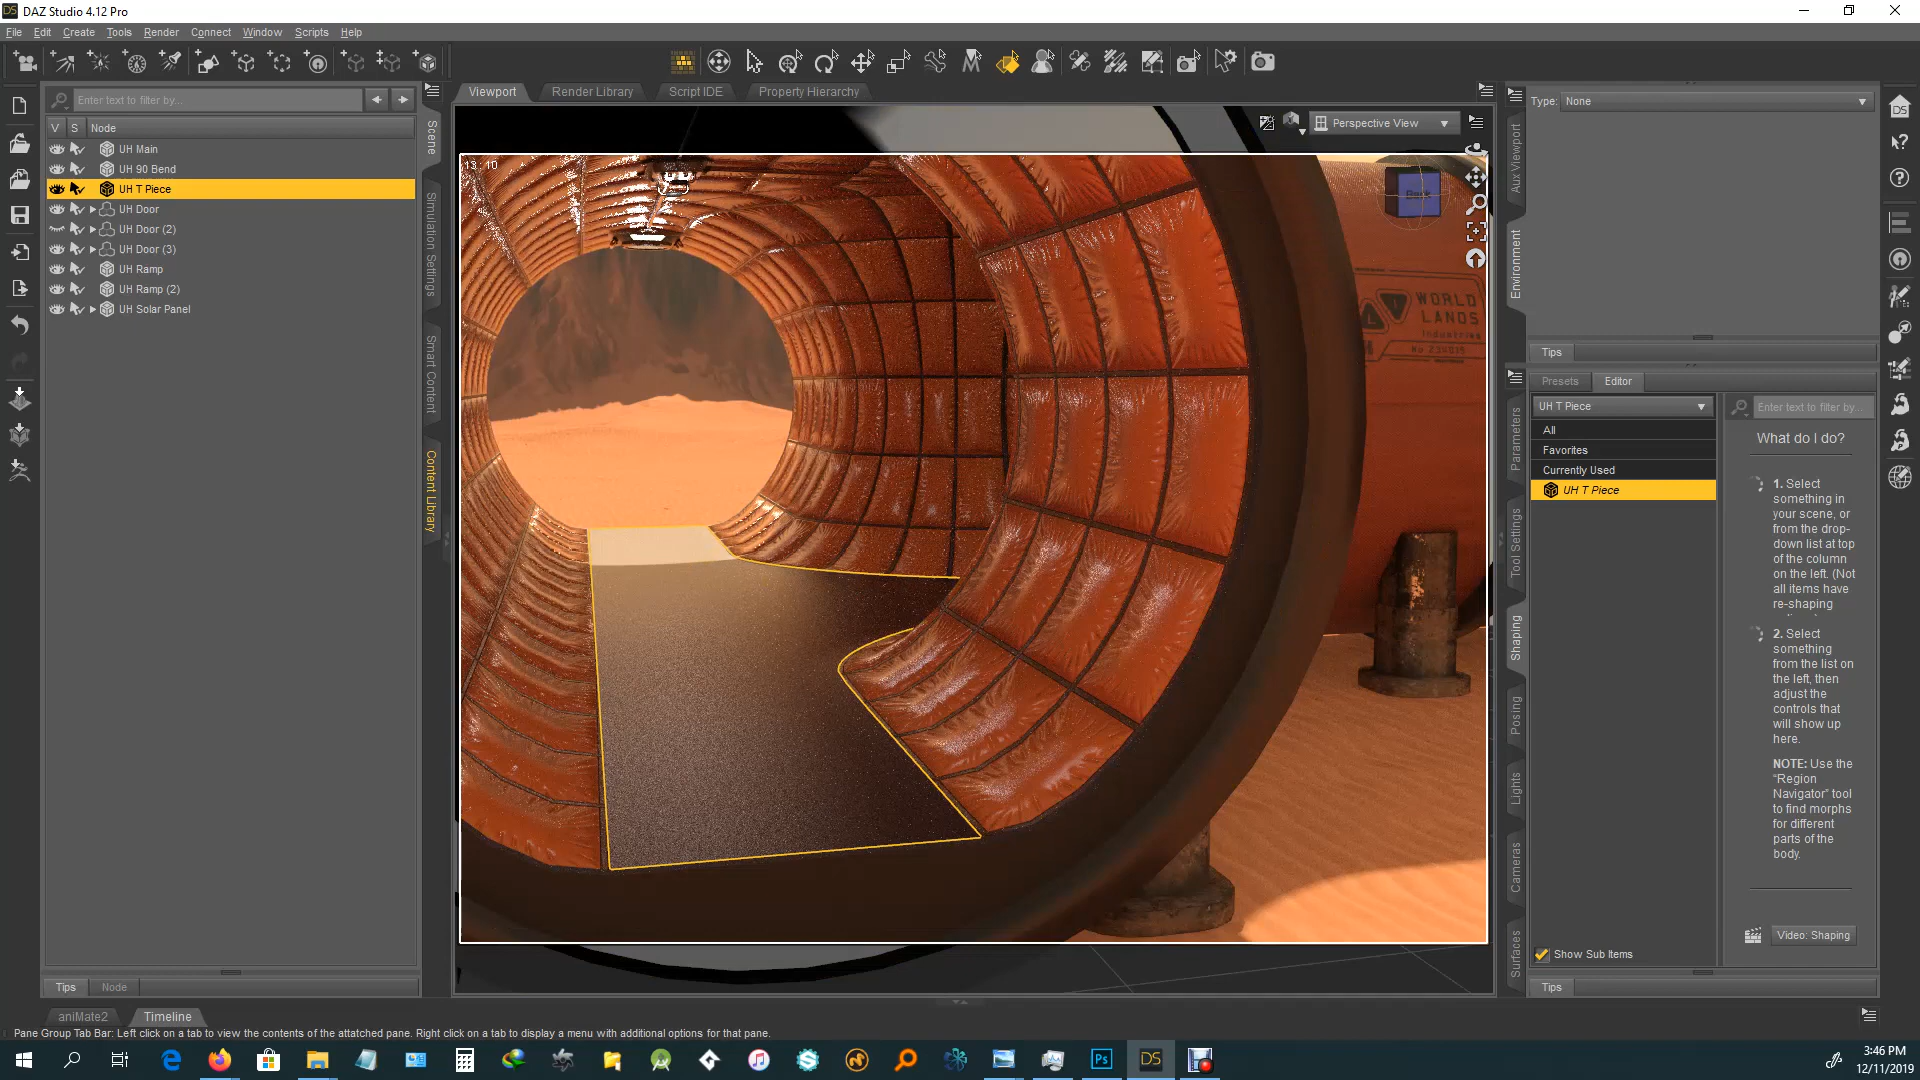 DS DAZ Studio 4.12 Pro
File Edit Create Tools Render Connect Window Scripts Help
Enter text to filter by...
V S Node
UH Main
UH 90 Bend
UH T Piece
UH Door
UH Door (2)
UH Door (3)
UH Ramp
UH Ramp (2)
UH Solar Panel
Tips Node
Scene
Simulation Settings
Smart Content
Content Library
Viewport Render Library Script IDE Property Hierarchy
Perspective View
13 : 10
Back
WORLD
LANDS
Industries
Aux Viewport
Environment
Type: None
Tips
Presets Editor
UH T Piece
Enter text to filter by...
All
Favorites
Currently Used
UH T Piece
What do I do?
1. Select
something in
your scene, or
from the drop-
down list at top
of the column
on the left. (Not
all items have
re-shaping
2. Select
something
from the list on
the left, then
adjust the
controls that
will show up
here.
NOTE: Use the
“Region
Navigator” tool
to find morphs
for different
parts of the
body.
Video: Shaping
Show Sub Items
Tips
Parameters
Tool Settings
Shaping
Posing
Lights
Cameras
Surfaces
aniMate2 Timeline
Pane Group Tab Bar: Left click on a tab to view the contents of the attatched pane. Right click on a tab to display a menu with additional options for that pane.
Ps
DS
3:46 PM
12/11/2019